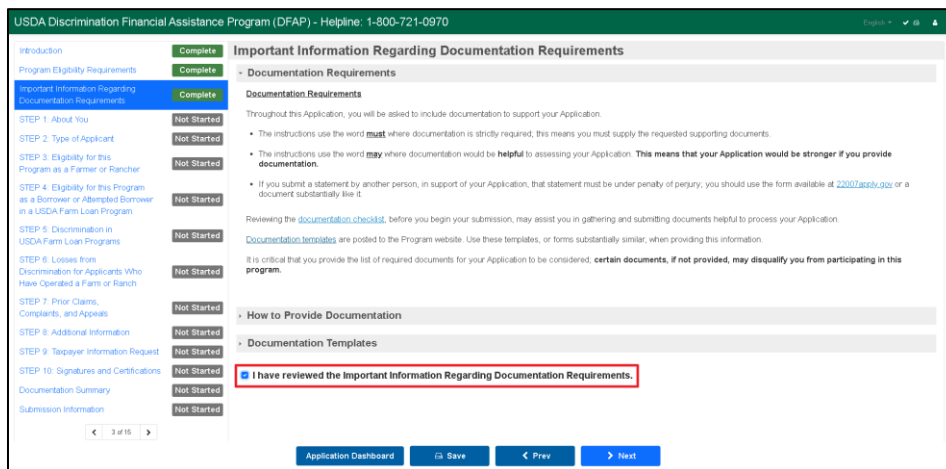 USDA Discrimination Financial Assistance Program (DFAP) - Helpline: 1-800-721-0970
English
Introduction
Complete
Program Eligibility Requirements
Complete
Important Information Regarding
Documentation Requirements
Complete
STEP 1: About You
Not Started
STEP 2: Type of Applicant
Not Started
STEP 3: Eligibility for this
Program as a Farmer or Rancher
Not Started
STEP 4: Eligibility for this Program
as a Borrower or Attempted Borrower
in a USDA Farm Loan Program
Not Started
STEP 5: Discrimination in
USDA Farm Loan Programs
Not Started
STEP 6: Losses from
Discrimination for Applicants Who
Have Operated a Farm or Ranch
Not Started
STEP 7: Prior Claims,
Complaints, and Appeals
Not Started
STEP 8: Additional Information
Not Started
STEP 9: Taxpayer Information Request
Not Started
STEP 10: Signatures and Certifications
Not Started
Documentation Summary
Not Started
Submission Information
Not Started
3 of 15
Important Information Regarding Documentation Requirements
Documentation Requirements
Documentation Requirements
Throughout this Application, you will be asked to include documentation to support your Application.
• The instructions use the word must where documentation is strictly required; this means you must supply the requested supporting documents.
• The instructions use the word may where documentation would be helpful to assessing your Application. This means that your Application would be stronger if you provide
documentation.
• If you submit a statement by another person, in support of your Application, that statement must be under penalty of perjury; you should use the form available at 22007apply.gov or a
document substantially like it.
Reviewing the documentation checklist, before you begin your submission, may assist you in gathering and submitting documents helpful to process your Application.
Documentation templates are posted to the Program website. Use these templates, or forms substantially similar, when providing this information.
It is critical that you provide the list of required documents for your Application to be considered; certain documents, if not provided, may disqualify you from participating in this
program.
How to Provide Documentation
Documentation Templates
I have reviewed the Important Information Regarding Documentation Requirements.
Application Dashboard
Save
Prev
Next